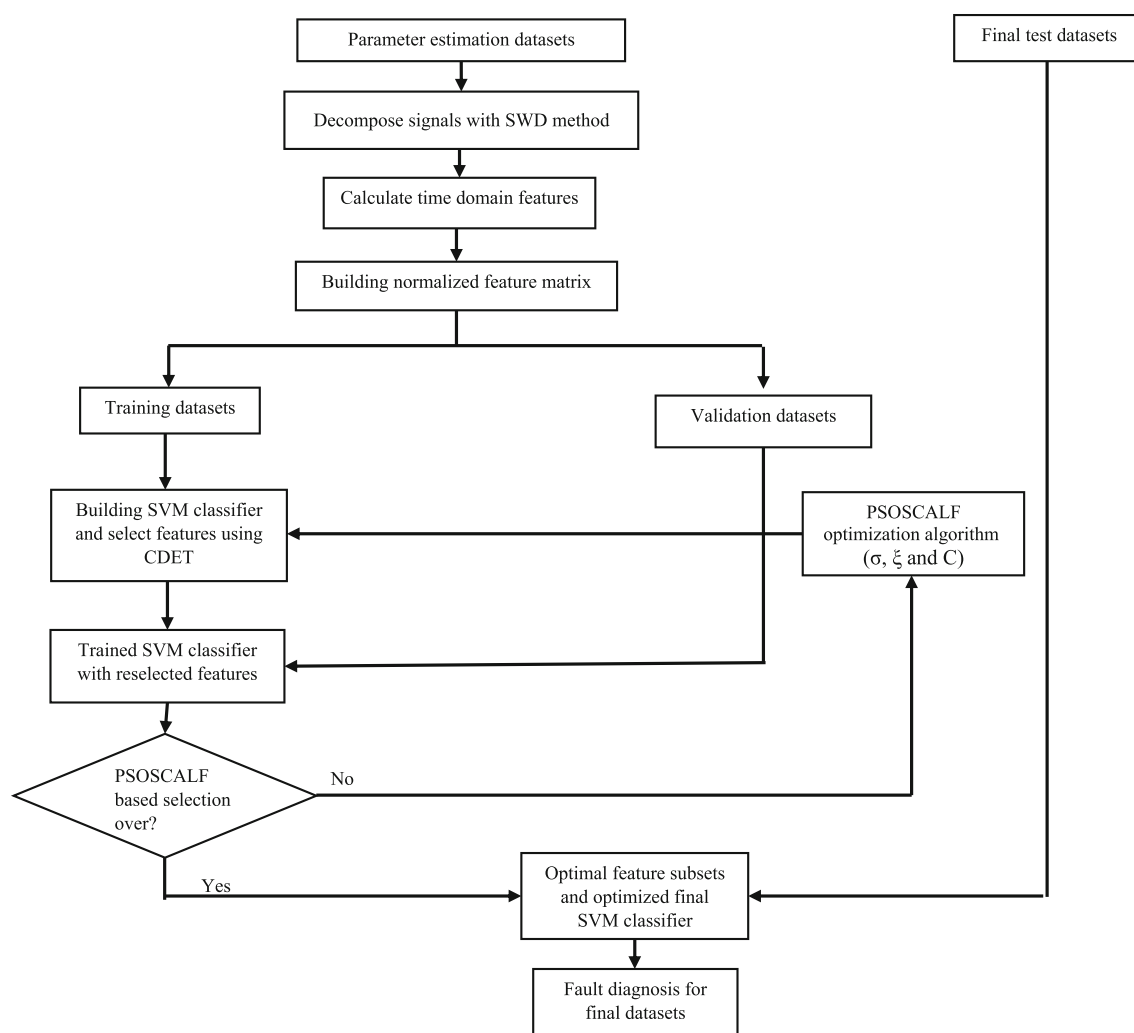 Parameter estimation datasets
Final test datasets
Decompose signals with SWD method
Calculate time domain features
Building normalized feature matrix
Training datasets
Validation datasets
Building SVM classifier
and select features using
CDET
PSOSCALF
optimization algorithm
(σ, ξ and C)
Trained SVM classifier
with reselected features
PSOSCALF
based selection
over?
No
Yes
Optimal feature subsets
and optimized final
SVM classifier
Fault diagnosis for
final datasets